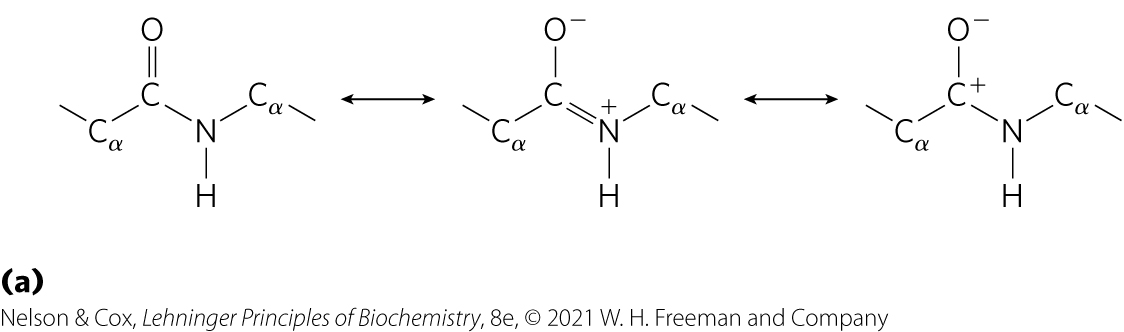 O O⁻ O⁻
C Cα C Cα C⁺ Cα
Cα N Cα N⁺ Cα N
H H H
(a)
Nelson & Cox, Lehninger Principles of Biochemistry, 8e, © 2021 W. H. Freeman and Company